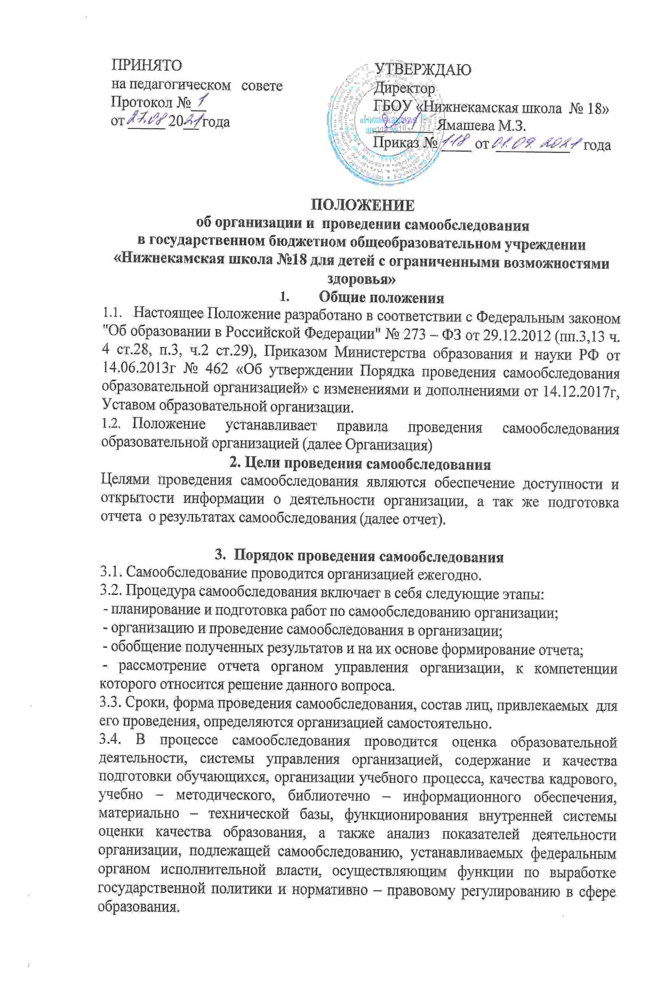 ПРИНЯТО
на педагогическом совете
Протокол № 1
от 27.08 2021 года
УТВЕРЖДАЮ
Директор
ГБОУ «Нижнекамская школа № 18»
Ямашева М.З.
Приказ № 118 от 01.09.2021 года
«Нижнекамская
школа №18»
ПОЛОЖЕНИЕ
об организации и проведении самообследования
в государственном бюджетном общеобразовательном учреждении
«Нижнекамская школа №18 для детей с ограниченными возможностями
здоровья»
1. Общие положения
1.1. Настоящее Положение разработано в соответствии с Федеральным законом
"Об образовании в Российской Федерации" № 273 – ФЗ от 29.12.2012 (пп.3,13 ч.
4 ст.28, п.3, ч.2 ст.29), Приказом Министерства образования и науки РФ от
14.06.2013г № 462 «Об утверждении Порядка проведения самообследования
образовательной организацией» с изменениями и дополнениями от 14.12.2017г,
Уставом образовательной организации.
1.2. Положение устанавливает правила проведения самообследования
образовательной организацией (далее Организация)
2. Цели проведения самообследования
Целями проведения самообследования являются обеспечение доступности и
открытости информации о деятельности организации, а так же подготовка
отчета о результатах самообследования (далее отчет).
3. Порядок проведения самообследования
3.1. Самообследование проводится организацией ежегодно.
3.2. Процедура самообследования включает в себя следующие этапы:
- планирование и подготовка работ по самообследованию организации;
- организацию и проведение самообследования в организации;
- обобщение полученных результатов и на их основе формирование отчета;
- рассмотрение отчета органом управления организации, к компетенции
которого относится решение данного вопроса.
3.3. Сроки, форма проведения самообследования, состав лиц, привлекаемых для
его проведения, определяются организацией самостоятельно.
3.4. В процессе самообследования проводится оценка образовательной
деятельности, системы управления организацией, содержание и качества
подготовки обучающихся, организации учебного процесса, качества кадрового,
учебно – методического, библиотечно – информационного обеспечения,
материально – технической базы, функционирования внутренней системы
оценки качества образования, а также анализ показателей деятельности
организации, подлежащей самообследованию, устанавливаемых федеральным
органом исполнительной власти, осуществляющим функции по выработке
государственной политики и нормативно – правовому регулированию в сфере
образования.